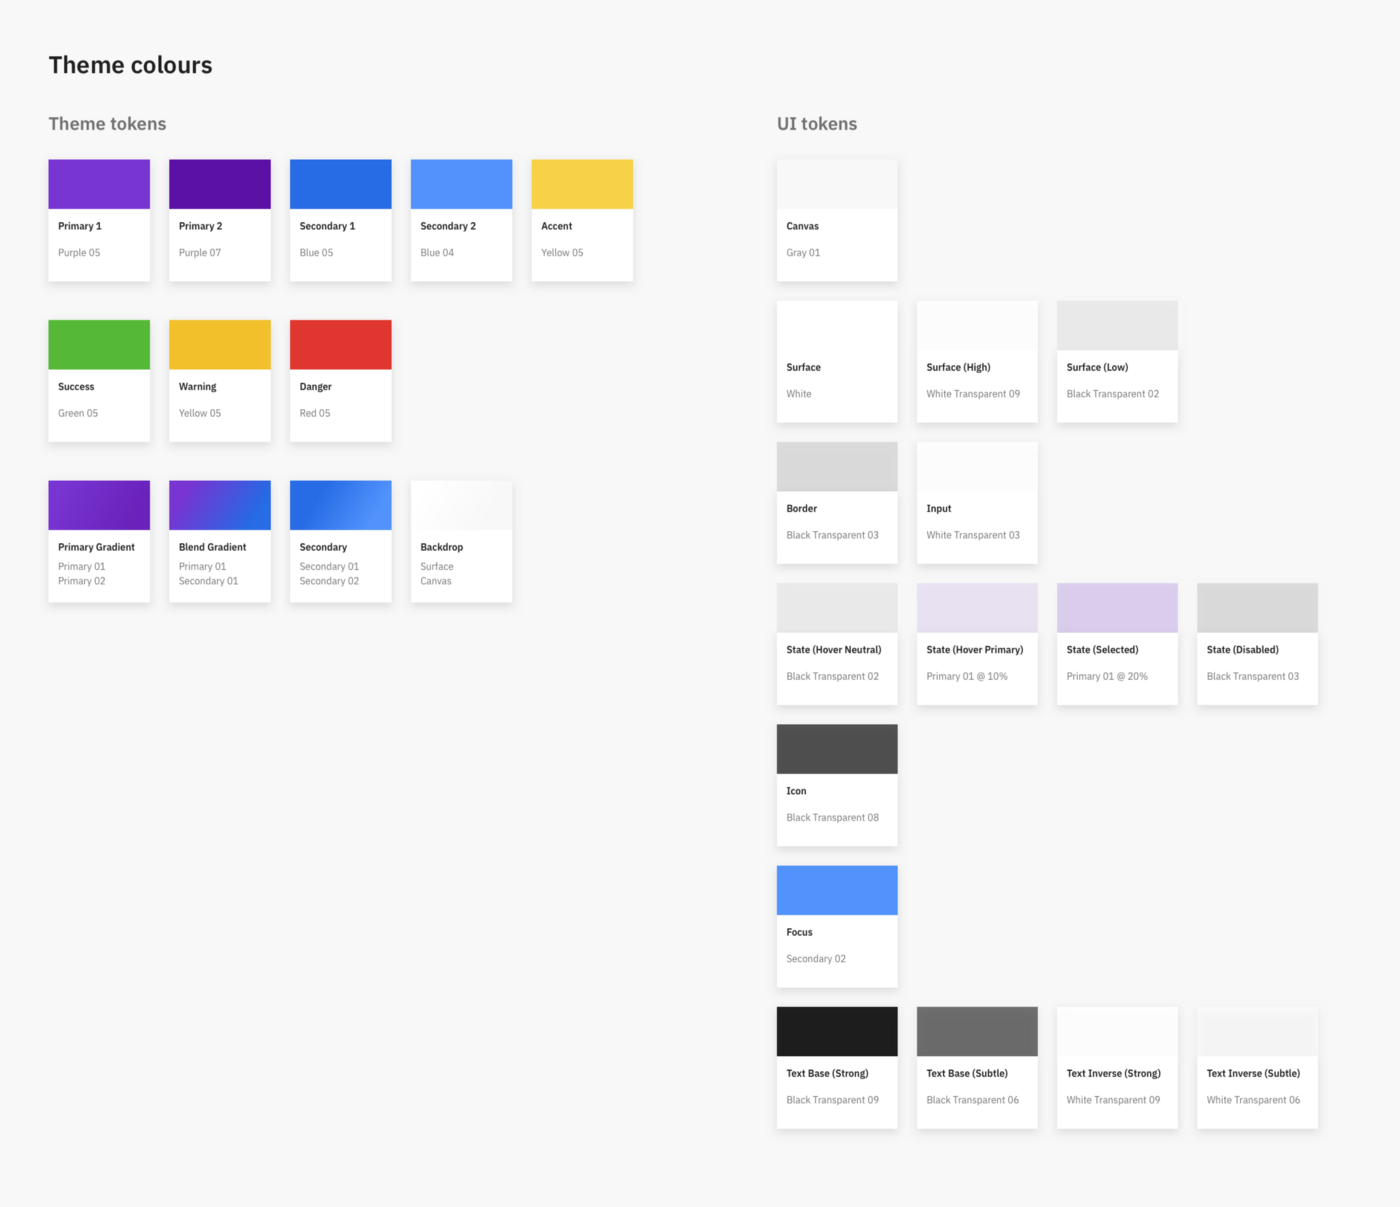 Theme colours
Theme tokens
Primary 1
Purple 05
Primary 2
Purple 07
Secondary 1
Blue 05
Secondary 2
Blue 04
Accent
Yellow 05
Success
Green 05
Warning
Yellow 05
Danger
Red 05
Primary Gradient
Primary 01
Primary 02
Blend Gradient
Primary 01
Secondary 01
Secondary
Secondary 01
Secondary 02
Backdrop
Surface
Canvas
UI tokens
Canvas
Gray 01
Surface
White
Surface (High)
White Transparent 09
Surface (Low)
Black Transparent 02
Border
Black Transparent 03
Input
White Transparent 03
State (Hover Neutral)
Black Transparent 02
State (Hover Primary)
Primary 01 @ 10%
State (Selected)
Primary 01 @ 20%
State (Disabled)
Black Transparent 03
Icon
Black Transparent 08
Focus
Secondary 02
Text Base (Strong)
Black Transparent 09
Text Base (Subtle)
Black Transparent 06
Text Inverse (Strong)
White Transparent 09
Text Inverse (Subtle)
White Transparent 06